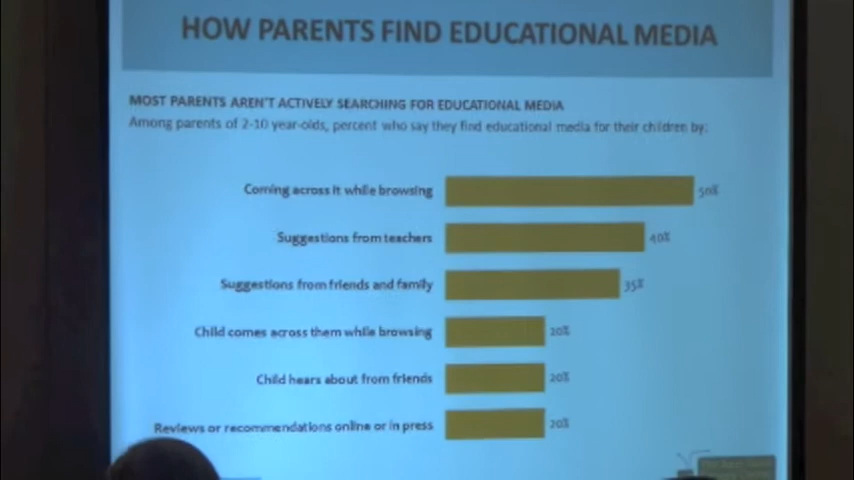 HOW PARENTS FIND EDUCATIONAL MEDIA
MOST PARENTS AREN'T ACTIVELY SEARCHING FOR EDUCATIONAL MEDIA
Among parents of 2-10 year-olds, percent who say they find educational media for their children by:
Coming across it while browsing 50%
Suggestions from teachers 40%
Suggestions from friends and family 35%
Child comes across them while browsing 20%
Child hears about from friends 20%
Reviews or recommendations online or in press 20%